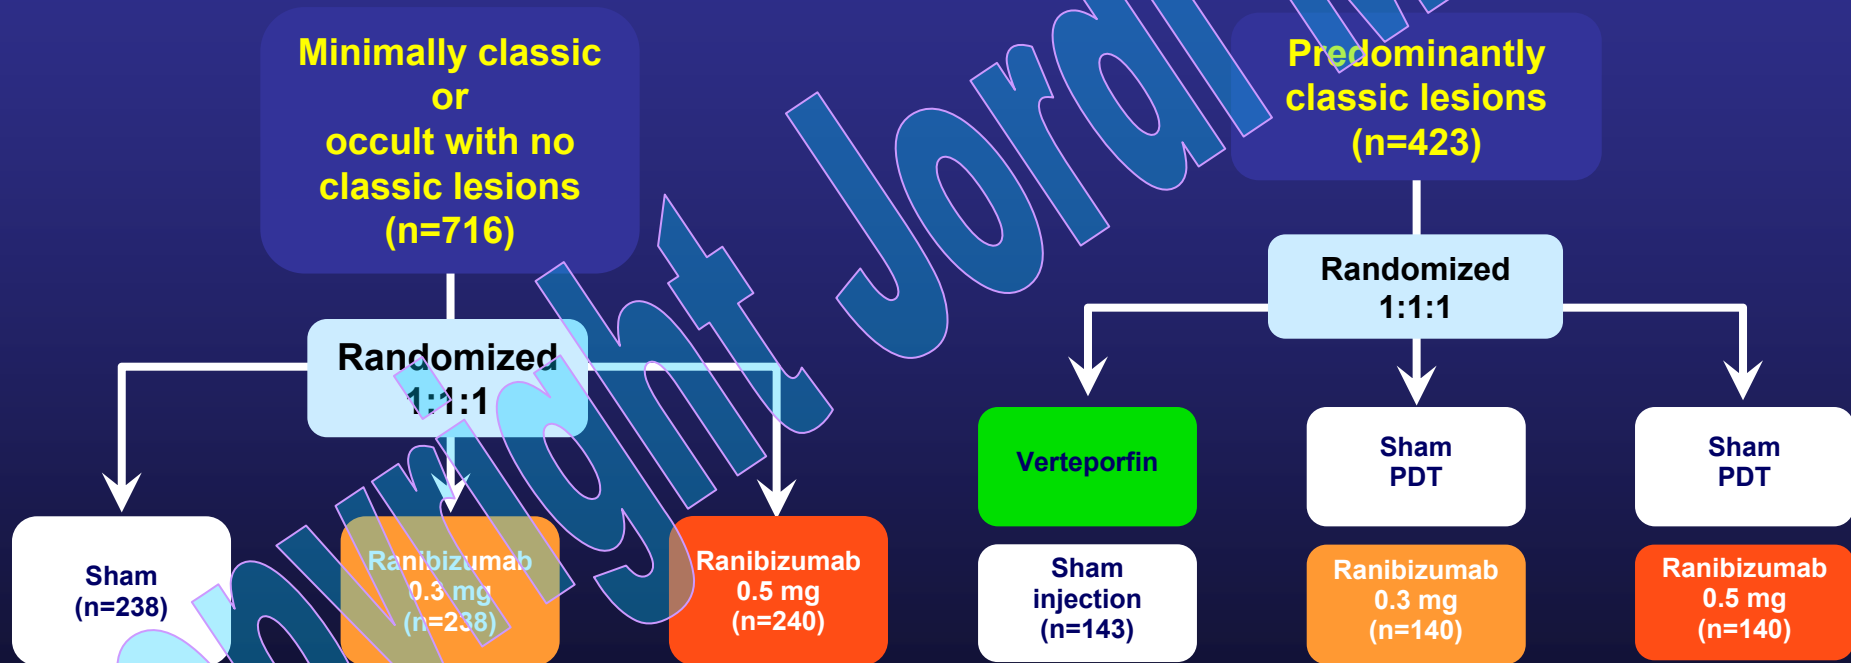 Minimally classic
or
occult with no
classic lesions
(n=716)
Randomized
1:1:1
Sham
(n=238)
Ranibizumab
0.3 mg
(n=238)
Ranibizumab
0.5 mg
(n=240)
Predominantly
classic lesions
(n=423)
Randomized
1:1:1
Verteporfin
Sham
injection
(n=143)
Sham
PDT
Ranibizumab
0.3 mg
(n=140)
Sham
PDT
Ranibizumab
0.5 mg
(n=140)
Jordi